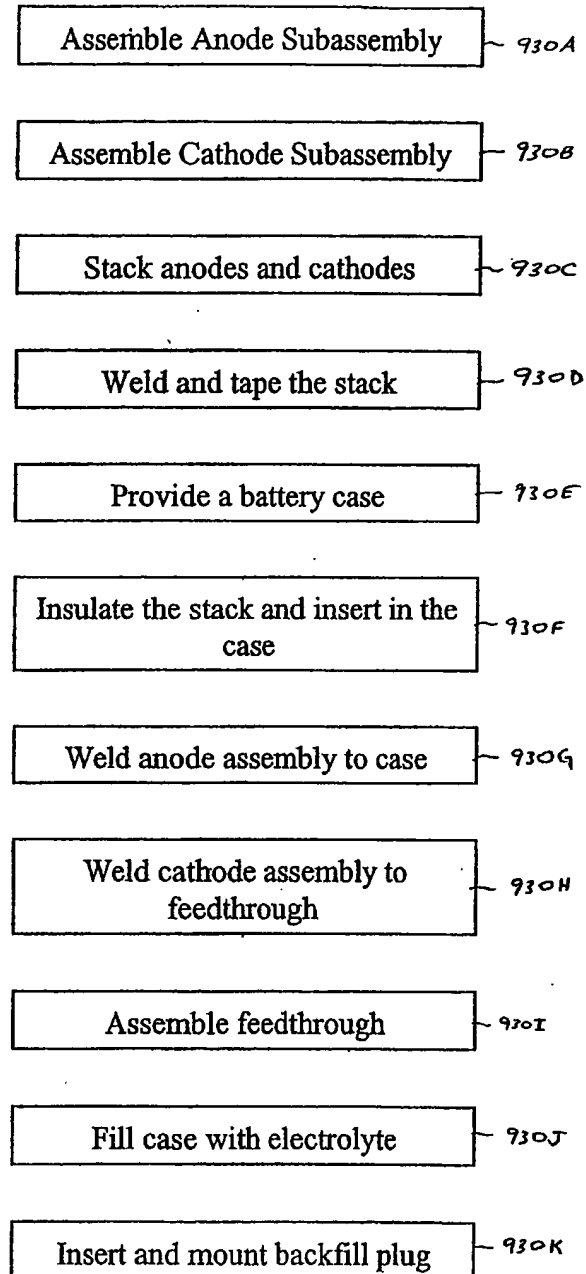 Assemble Anode Subassembly 930A
Assemble Cathode Subassembly 930B
Stack anodes and cathodes 930C
Weld and tape the stack 930D
Provide a battery case 930E
Insulate the stack and insert in the
case
930F
Weld anode assembly to case 930G
Weld cathode assembly to
feedthrough
930H
Assemble feedthrough 930I
Fill case with electrolyte 930J
Insert and mount backfill plug 930K